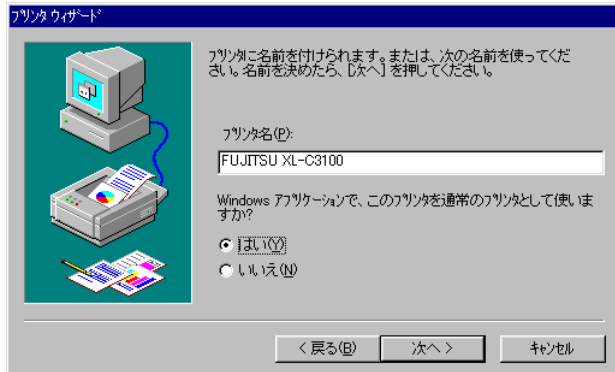 プリンタ ウィザード
プリンタに名前を付けられます。または、次の名前を使ってくだ
さい。名前を決めたら、[次へ] を押してください。
プリンタ名(P):
FUJITSU XL-C3100
Windows アプリケーションで、このプリンタを通常のプリンタとして使いま
すか?
はい(Y)
いいえ(N)
< 戻る(B)
次へ >
キャンセル